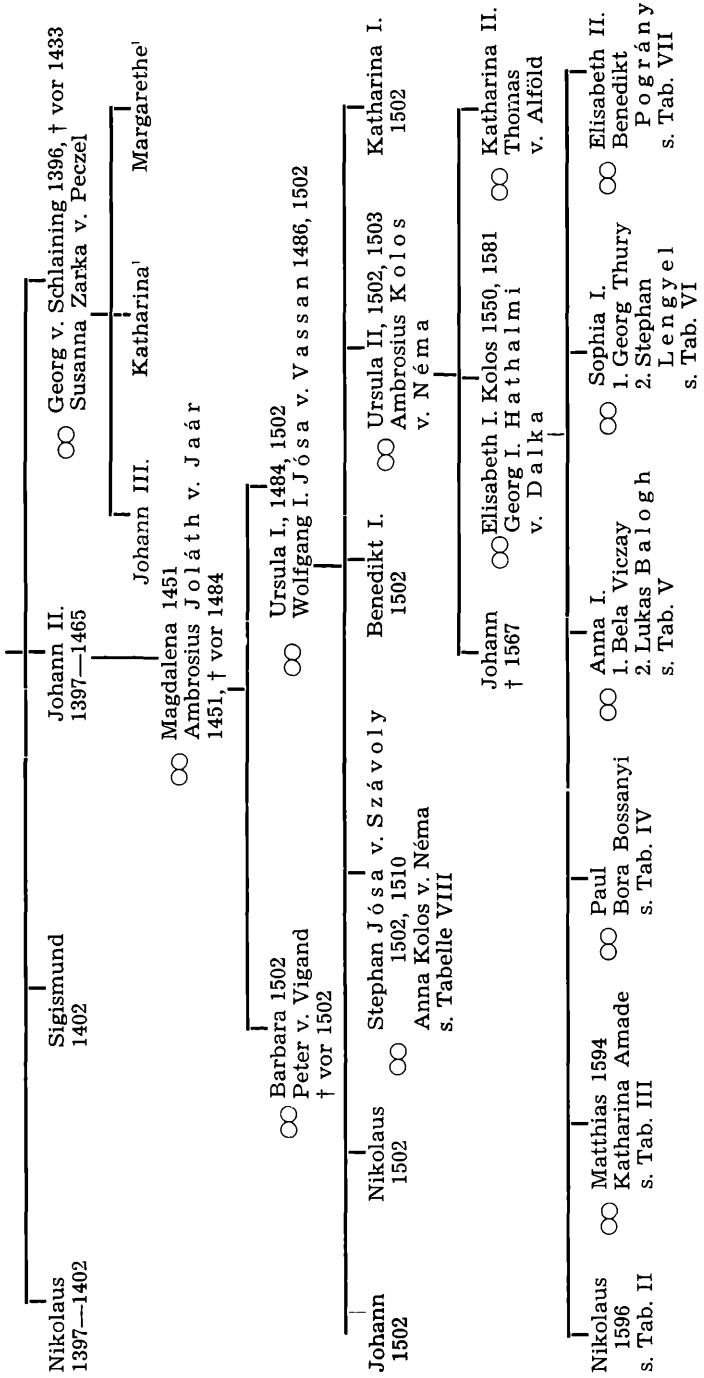 Nikolaus
1397—1402
Sigismund
1402
Johann II.
1397—1465
Georg v. Schlaining 1396, † vor 1433
∞ Susanna Zarka v. Peczel
Johann III.
Katharina¹
Margarethe¹
Magdalena 1451
∞ Ambrosius Joláth v. Jaár
1451, † vor 1484
Barbara 1502
∞ Peter v. Vigand
† vor 1502
Ursula I., 1484, 1502
∞ Wolfgang I. Jósa v. Vassan 1486, 1502
Johann
1502
Nikolaus
1502
Stephan Jósa v. Szávoly
1502, 1510
∞ Anna Kolos v. Néma
s. Tabelle VIII
Benedikt I.
1502
Ursula II, 1502, 1503
∞ Ambrosius Kolos
v. Néma
Katharina I.
1502
Johann
† 1567
Elisabeth I. Kolos 1550, 1581
∞ Georg I. Hathalmi
v. Dalka
Katharina II.
∞ Thomas
v. Alföld
Nikolaus
1596
s. Tab. II
Matthias 1594
∞ Katharina Amade
s. Tab. III
Paul
∞ Bora Bossanyi
s. Tab. IV
Anna I.
∞ 1. Bela Viczay
2. Lukas Balogh
s. Tab. V
Sophia I.
∞ 1. Georg Thury
2. Stephan
Lengyel
s. Tab. VI
Elisabeth II.
∞ Benedikt
Pográny
s. Tab. VII